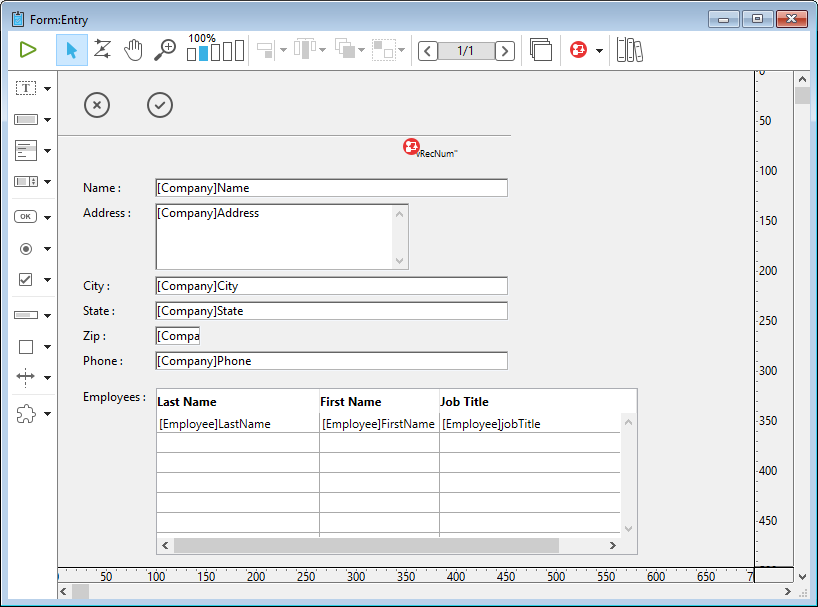 Form:Entry
100%
1/1
T
OK
vRecNum"
Name :
[Company]Name
Address :
[Company]Address
City :
[Company]City
State :
[Company]State
Zip :
[Compa
Phone :
[Company]Phone
Employees :
Last Name First Name Job Title
[Employee]LastName [Employee]FirstName [Employee]jobTitle
0
50
100
150
200
250
300
350
400
450
0 50 100 150 200 250 300 350 400 450 500 550 600 650 7